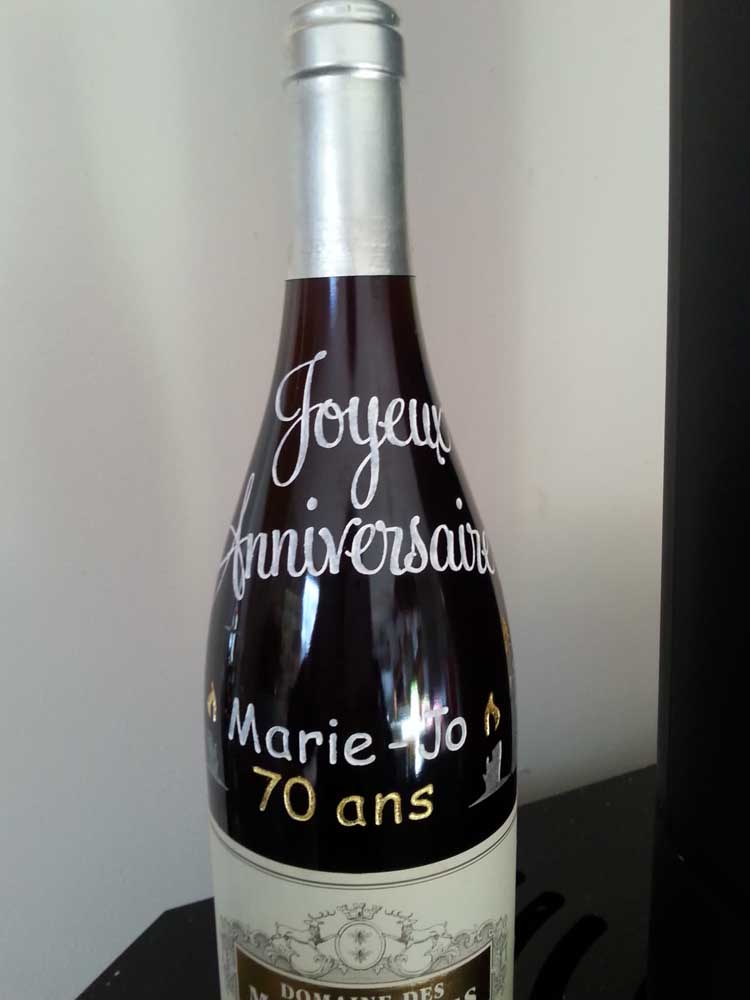 Joyeux
Anniversaire
Marie-Jo
70 ans
DOMAINE DES